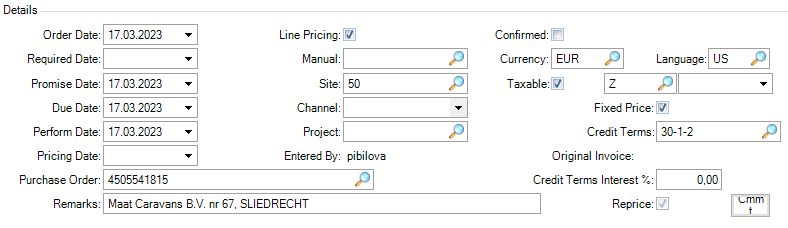 Details
Order Date: 17.03.2023 Line Pricing: Confirmed:
Required Date: Manual: Currency: EUR Language: US
Promise Date: 17.03.2023 Site: 50 Taxable: Z
Due Date: 17.03.2023 Channel: Fixed Price:
Perform Date: 17.03.2023 Project: Credit Terms: 30-1-2
Pricing Date: Entered By: pibilova Original Invoice:
Purchase Order: 4505541815 Credit Terms Interest %: 0,00
Remarks: Maat Caravans B.V. nr 67, SLIEDRECHT Reprice: Cmm
t